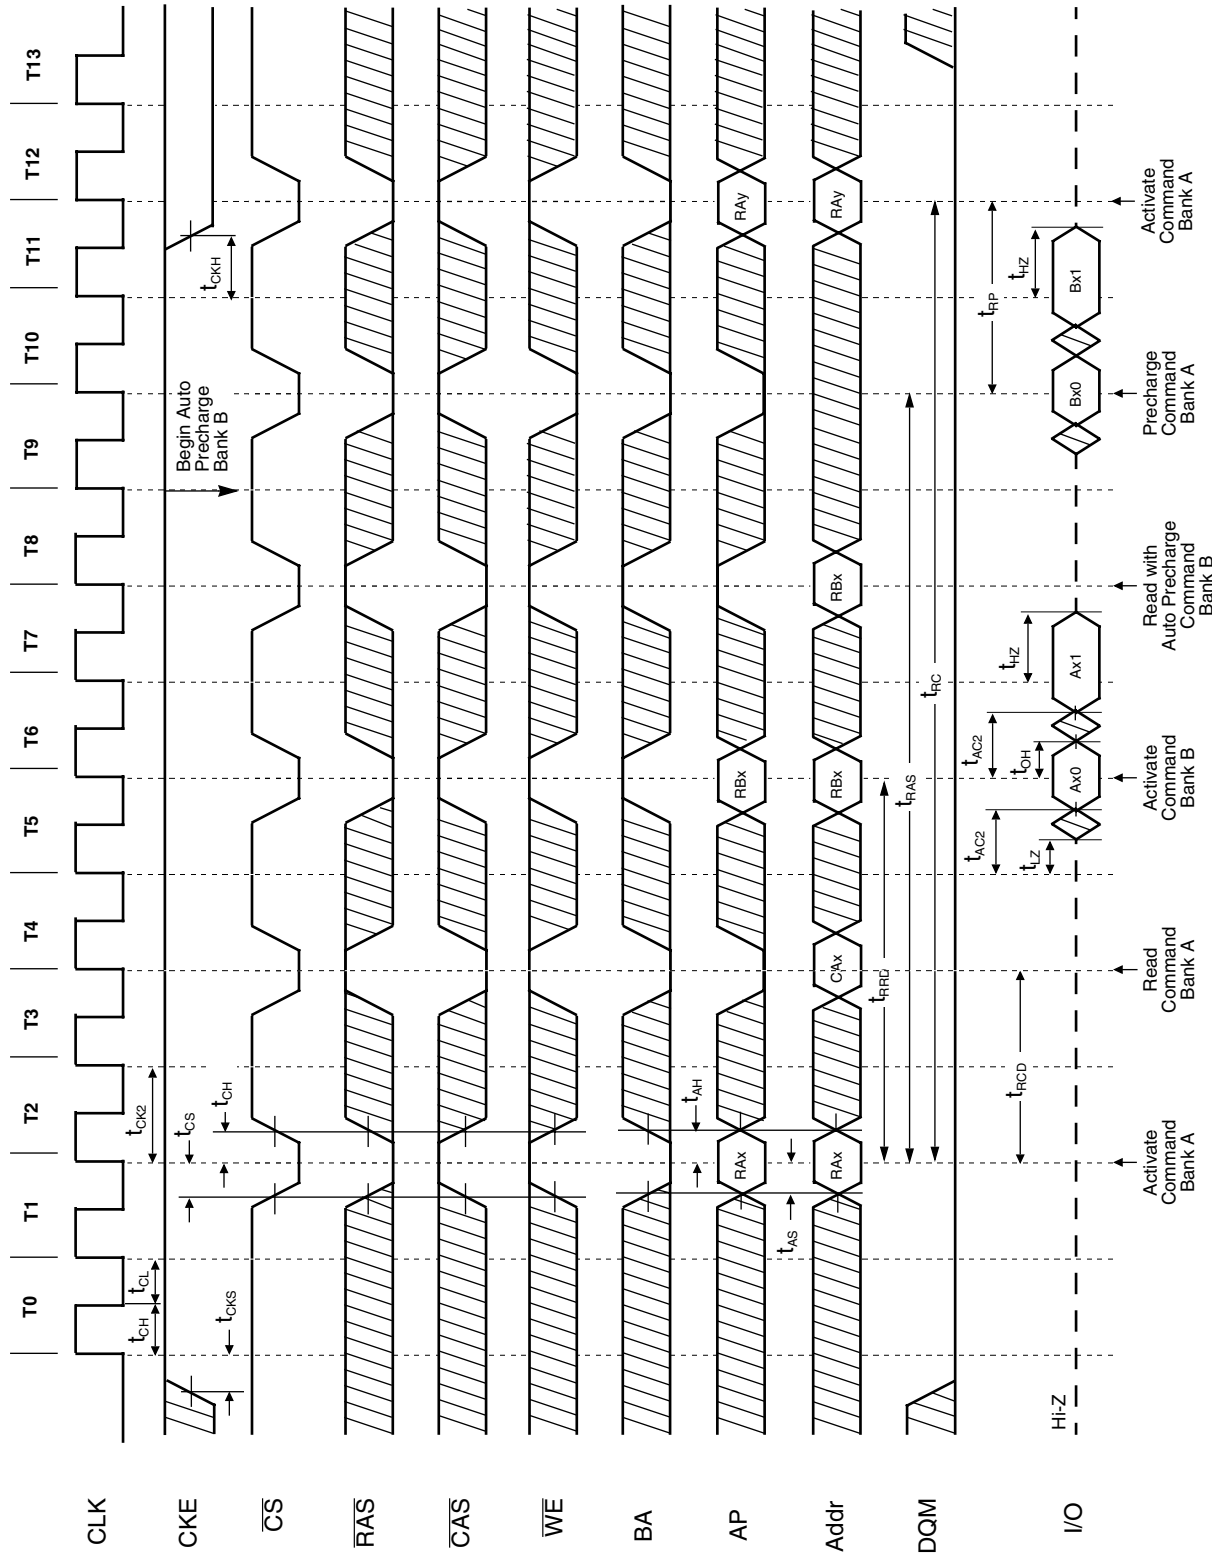 T0 T1 T2 T3 T4 T5 T6 T7 T8 T9 T10 T11 T12 T13
CLK
tCH tCL tCK2
CKE
tCKS
tCS
tCH
Begin Auto
Precharge
Bank B
tCKH
CS
RAS
CAS
WE
BA
tAH
AP
RAx RBx RAy
tAS
Addr
RAx CAx RBx RBx RAy
tRRD
DQM
tRAS
tRC
tAC2 tAC2
tRCD
tLZ tOH tHZ
tRP
tHZ
I/O
Hi-Z
Ax0 Ax1 Bx0 Bx1
Activate
Command
Bank A
Read
Command
Bank A
Activate
Command
Bank B
Read with
Auto Precharge
Command
Bank B
Precharge
Command
Bank A
Activate
Command
Bank A